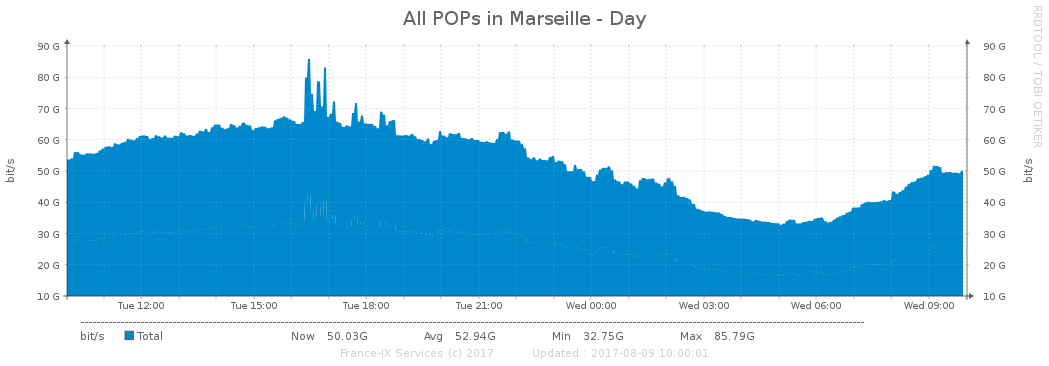 All POPs in Marseille - Day
RRDTOOL / TOBI OETIKER
90 G 90 G
80 G 80 G
70 G 70 G
60 G 60 G
50 G 50 G
40 G 40 G
30 G 30 G
20 G 20 G
10 G 10 G
bit/s bit/s
Tue 12:00 Tue 15:00 Tue 18:00 Tue 21:00 Wed 00:00 Wed 03:00 Wed 06:00 Wed 09:00
bit/s Total Now 50.03G Avg 52.94G Min 32.75G Max 85.79G
France-IX Services (c) 2017 Updated : 2017-08-09 10:00:01